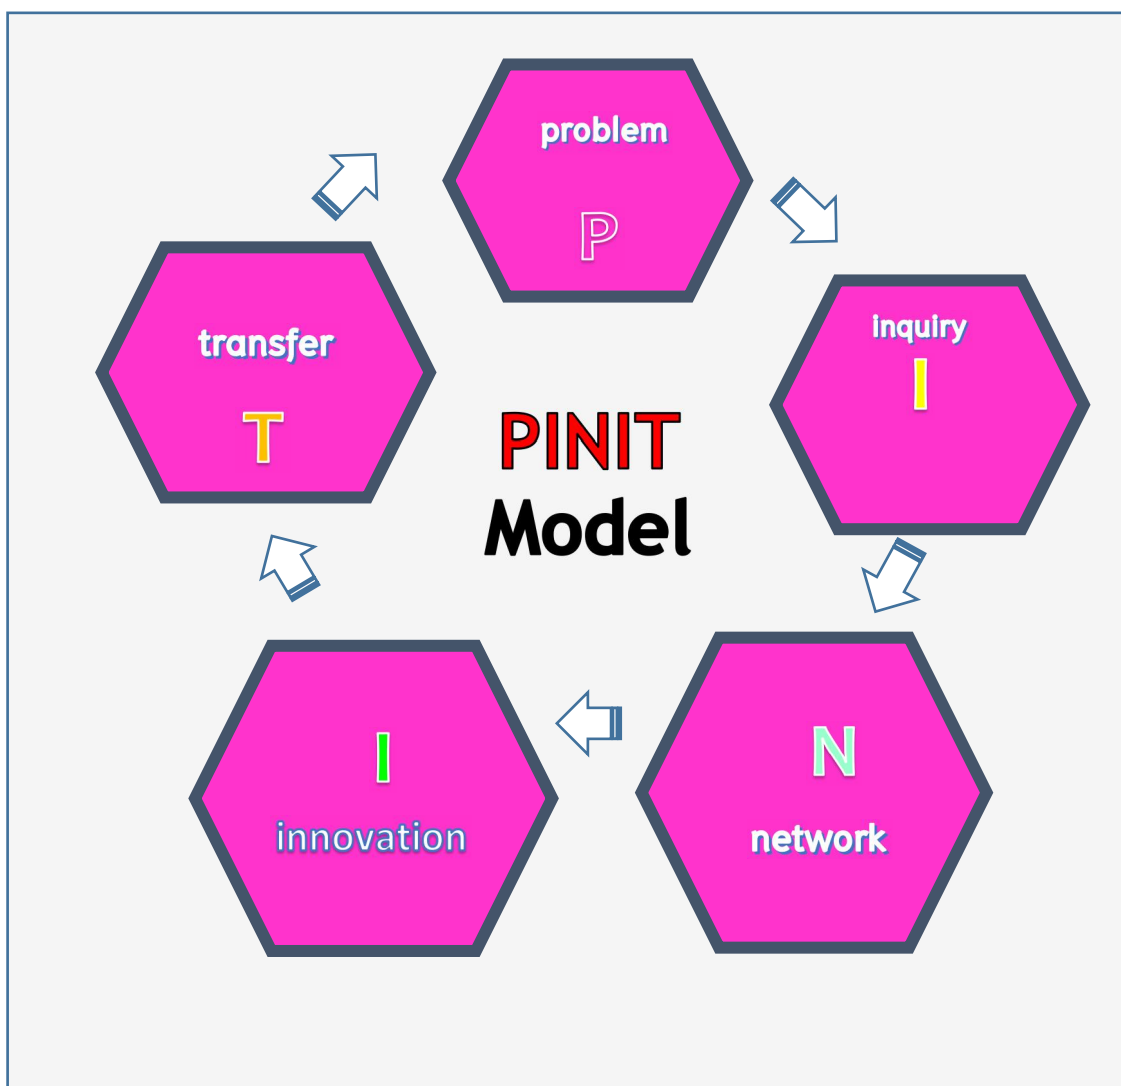 problem
P
inquiry
I
transfer
T
PINIT
Model
N
network
I
innovation